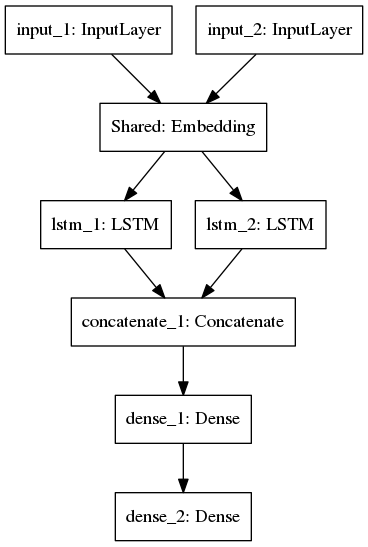 input_1: InputLayer
input_2: InputLayer
Shared: Embedding
lstm_1: LSTM
lstm_2: LSTM
concatenate_1: Concatenate
dense_1: Dense
dense_2: Dense